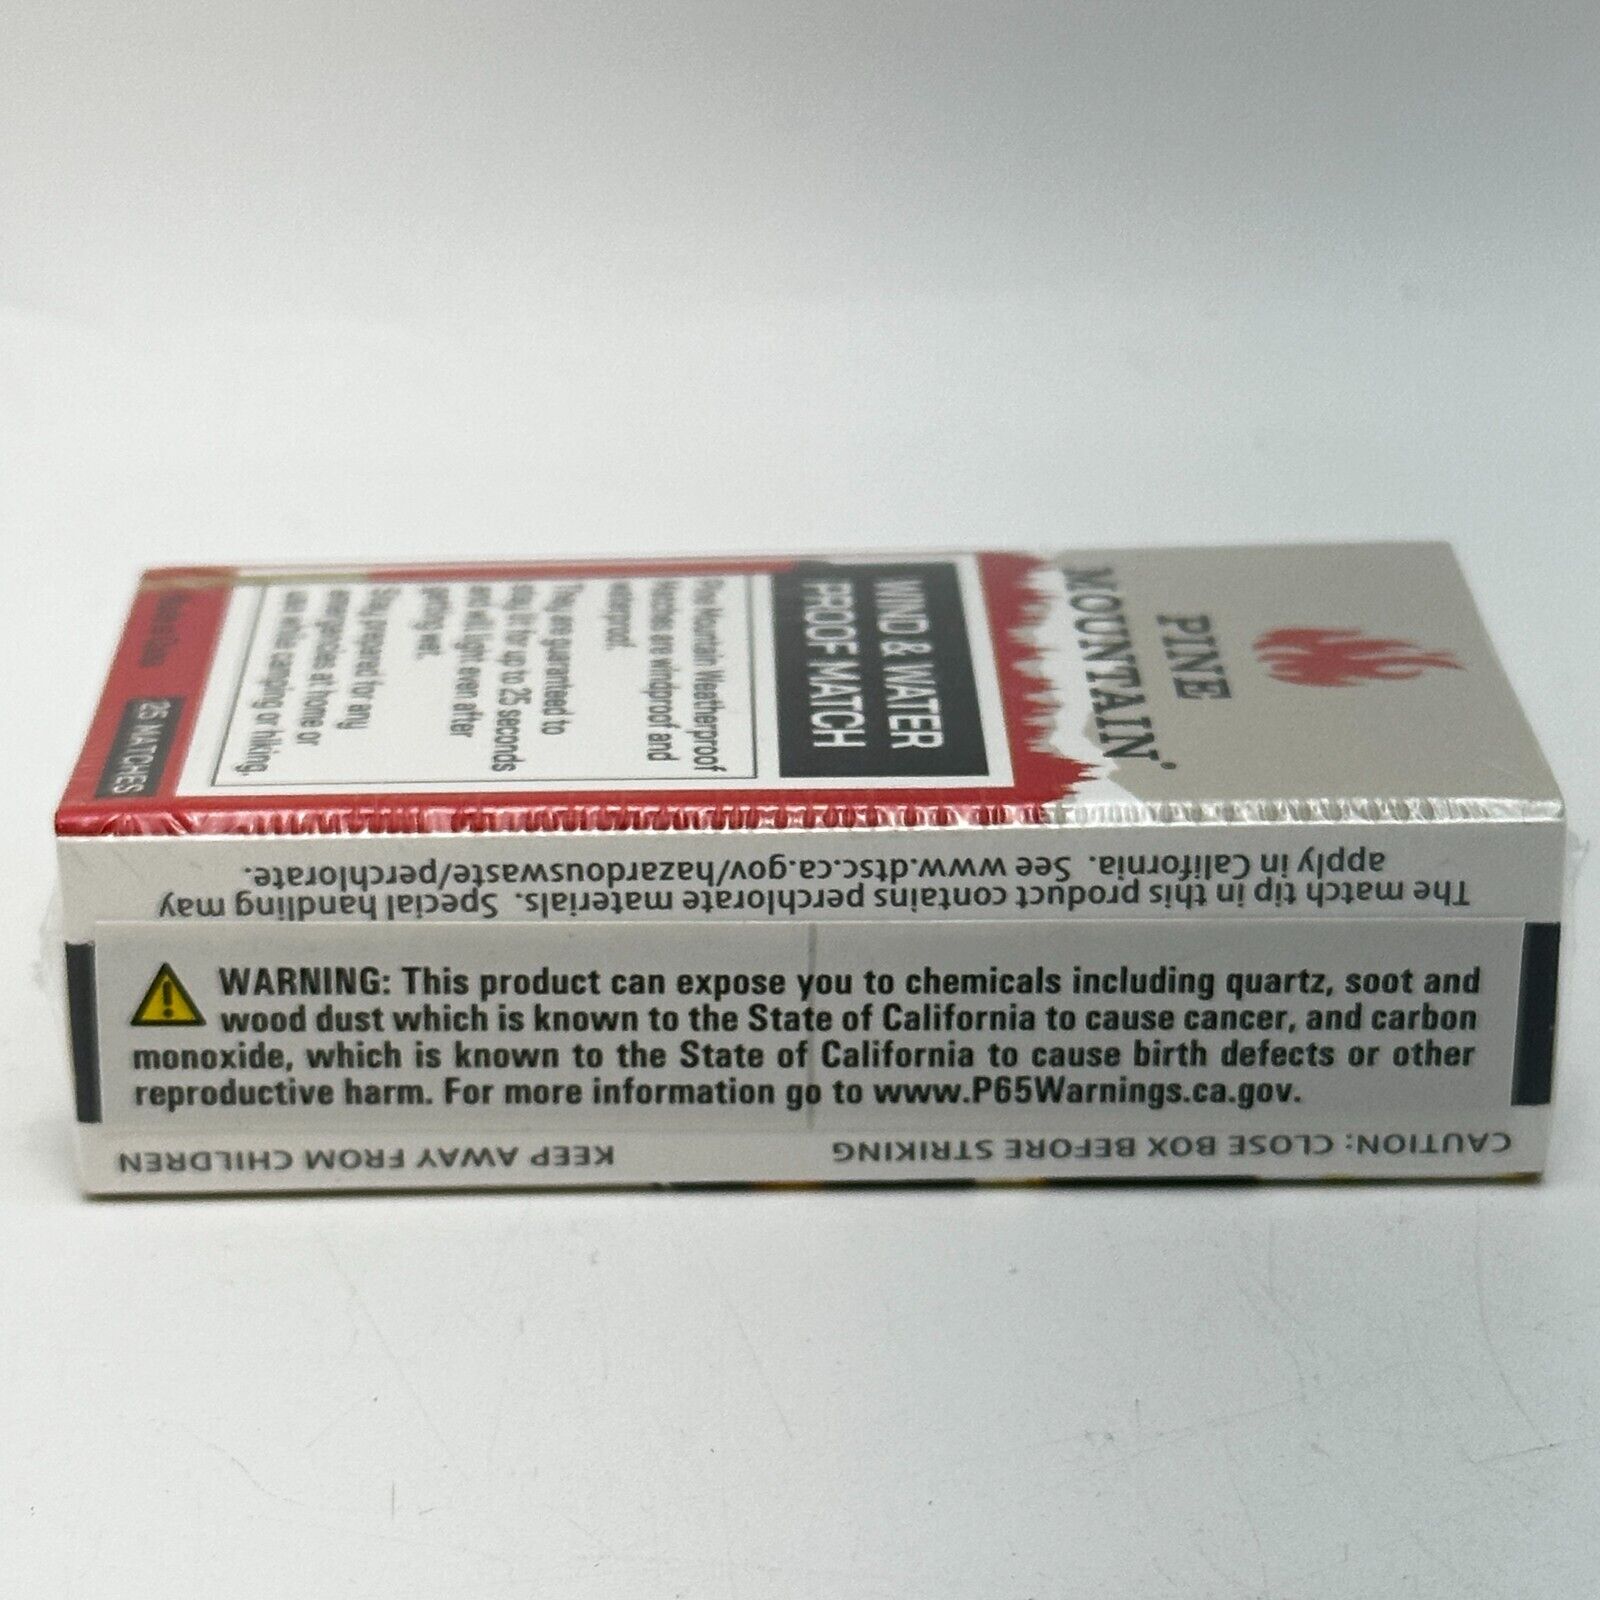 PINE
MOUNTAIN®
WIND & WATER
PROOF MATCH
Pine Mountain Weatherproof
Matches are windproof and
waterproof.
They are guaranteed to
stay lit for up to 25 seconds
and will light even after
getting wet.
Stay prepared for any
emergencies at home or
use while camping or hiking.
25 MATCHES
The match tip in this product contains perchlorate materials. Special handling may
apply in California. See www.dtsc.ca.gov/hazardouswaste/perchlorate.
WARNING: This product can expose you to chemicals including quartz, soot and
wood dust which is known to the State of California to cause cancer, and carbon
monoxide, which is known to the State of California to cause birth defects or other
reproductive harm. For more information go to www.P65Warnings.ca.gov.
CAUTION: CLOSE BOX BEFORE STRIKING KEEP AWAY FROM CHILDREN